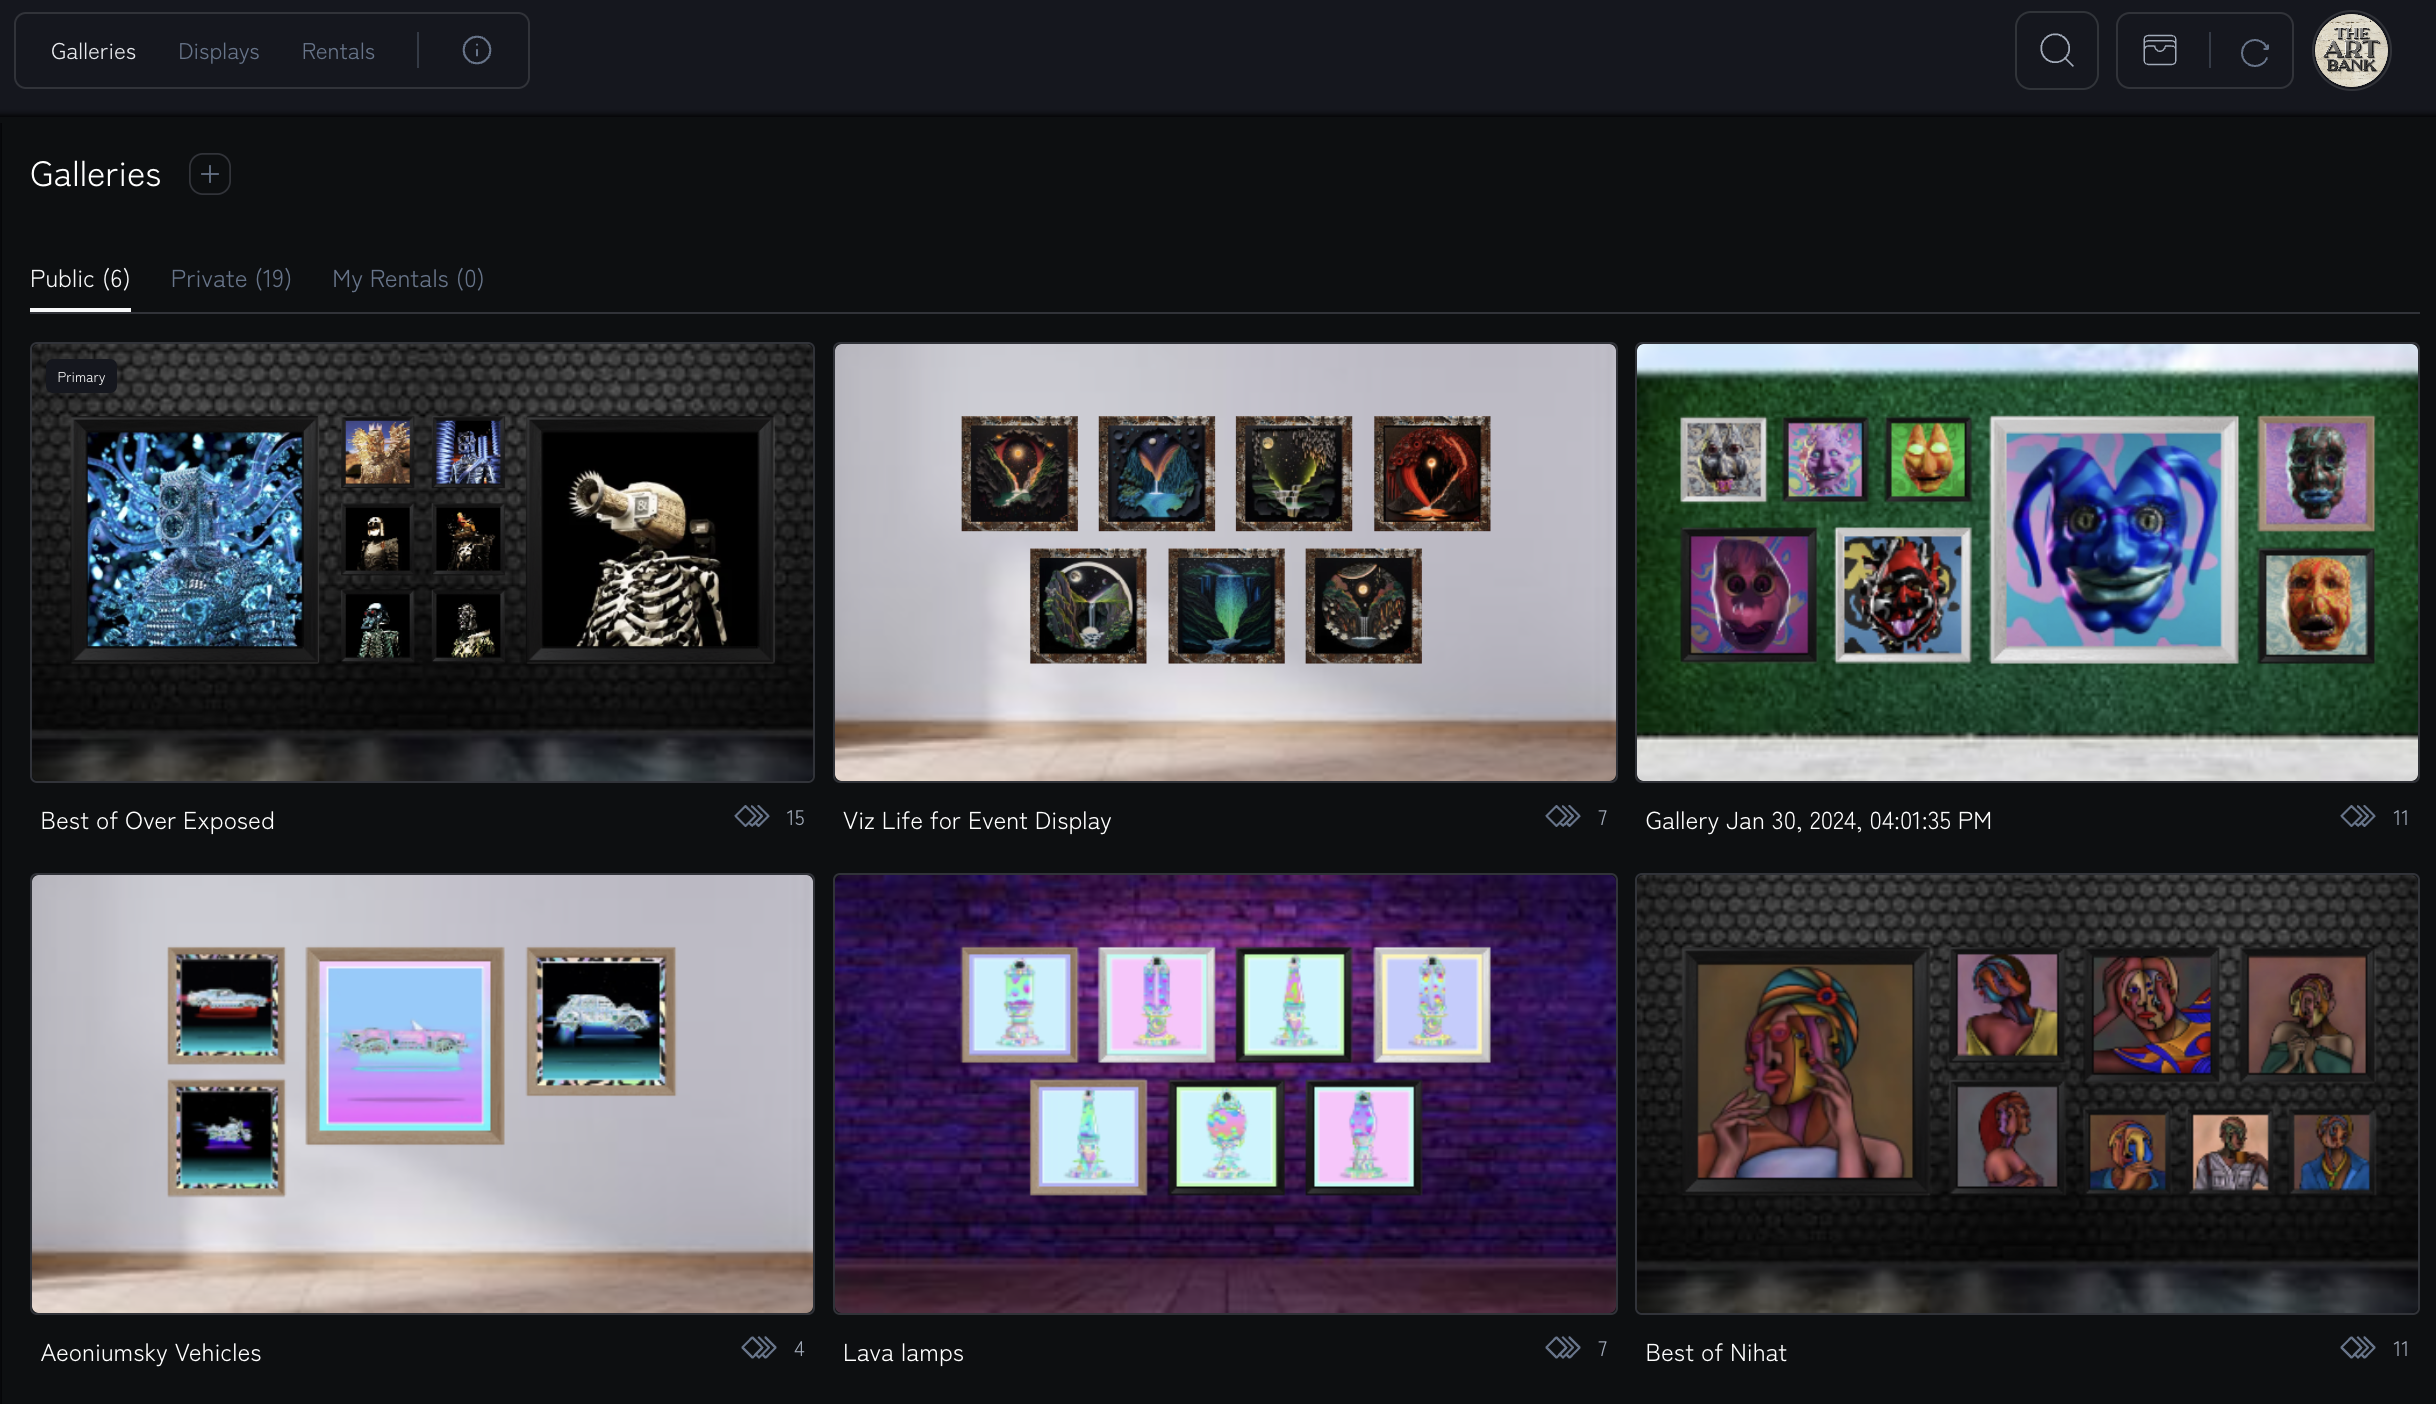 Galleries Displays Rentals
THE
ART
BANK
Galleries
Public (6) Private (19) My Rentals (0)
Primary
Best of Over Exposed 15
Viz Life for Event Display 7
Gallery Jan 30, 2024, 04:01:35 PM 11
Aeoniumsky Vehicles 4
Lava lamps 7
Best of Nihat 11